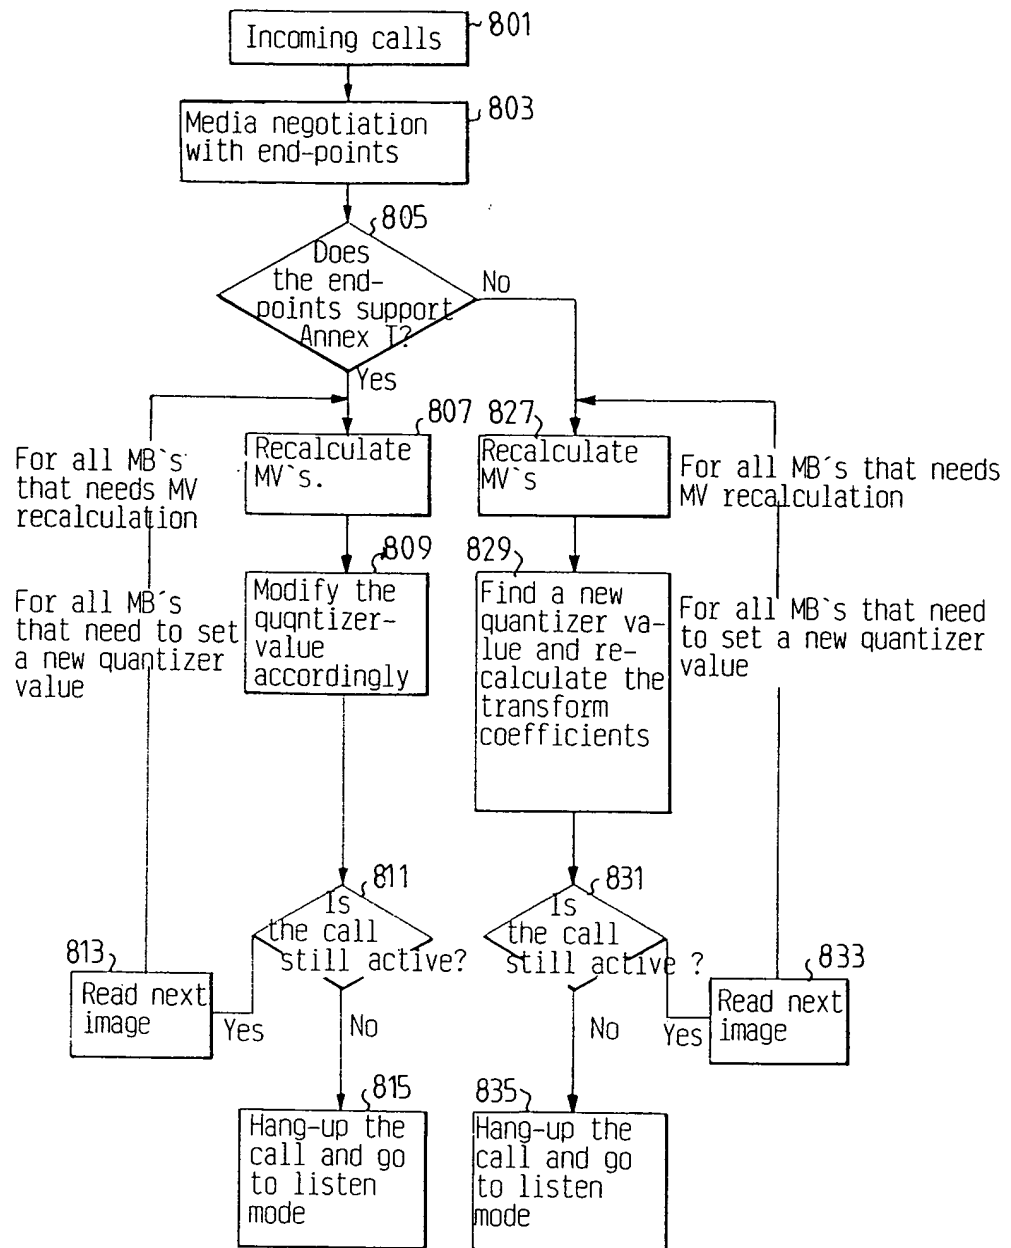 Incoming calls
801
Media negotiation
with end-points
803
805
Does
the end-
points support
Annex T?
No
Yes
807
Recalculate
MV`s.
827
Recalculate
MV`s
For all MB`s
that needs MV
recalculation
For all MB´s that needs
MV recalculation
809
Modify the
quqntizer-
value
accordingly
829
Find a new
quantizer va-
lue and re-
calculate the
transform
coefficients
For all MB`s
that need to set
a new quantizer
value
For all MB`s that need
to set a new quantizer
value
811
Is
the call
still active?
831
Is
the call
still active ?
813
Read next
image
Yes
No
833
Read next
image
Yes
No
815
Hang-up the
call and go
to listen
mode
835
Hang-up the
call and go
to listen
mode